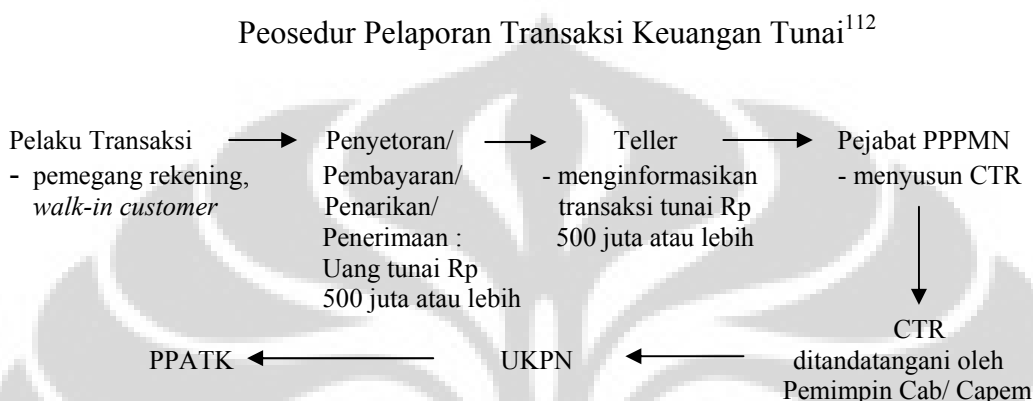 Peosedur Pelaporan Transaksi Keuangan Tunai112
Pelaku Transaksi
- pemegang rekening,
walk-in customer
Penyetoran/
Pembayaran/
Penarikan/
Penerimaan :
Uang tunai Rp
500 juta atau lebih
Teller
- menginformasikan
transaksi tunai Rp
500 juta atau lebih
Pejabat PPPMN
- menyusun CTR
CTR
ditandatangani oleh
Pemimpin Cab/ Capem
UKPN
PPATK